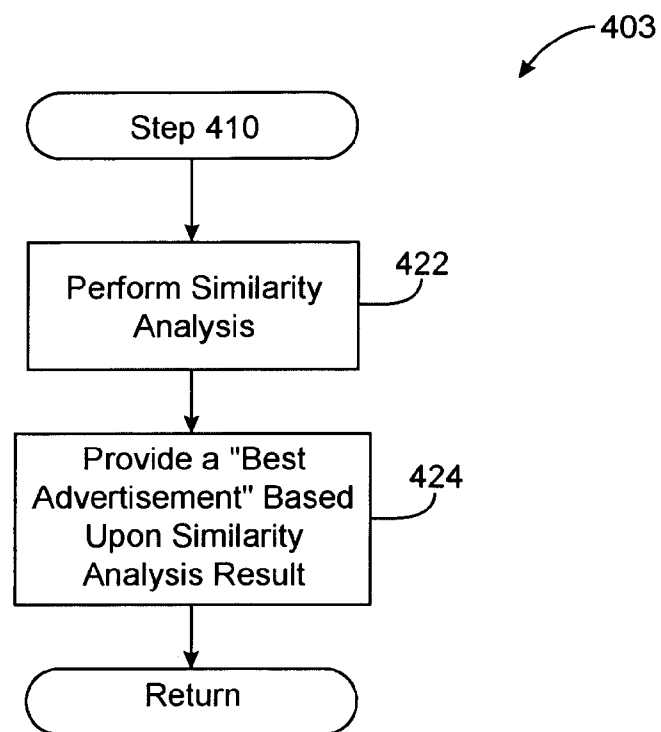 403
Step 410
422
Perform Similarity
Analysis
Provide a "Best
Advertisement" Based
Upon Similarity
Analysis Result
424
Return